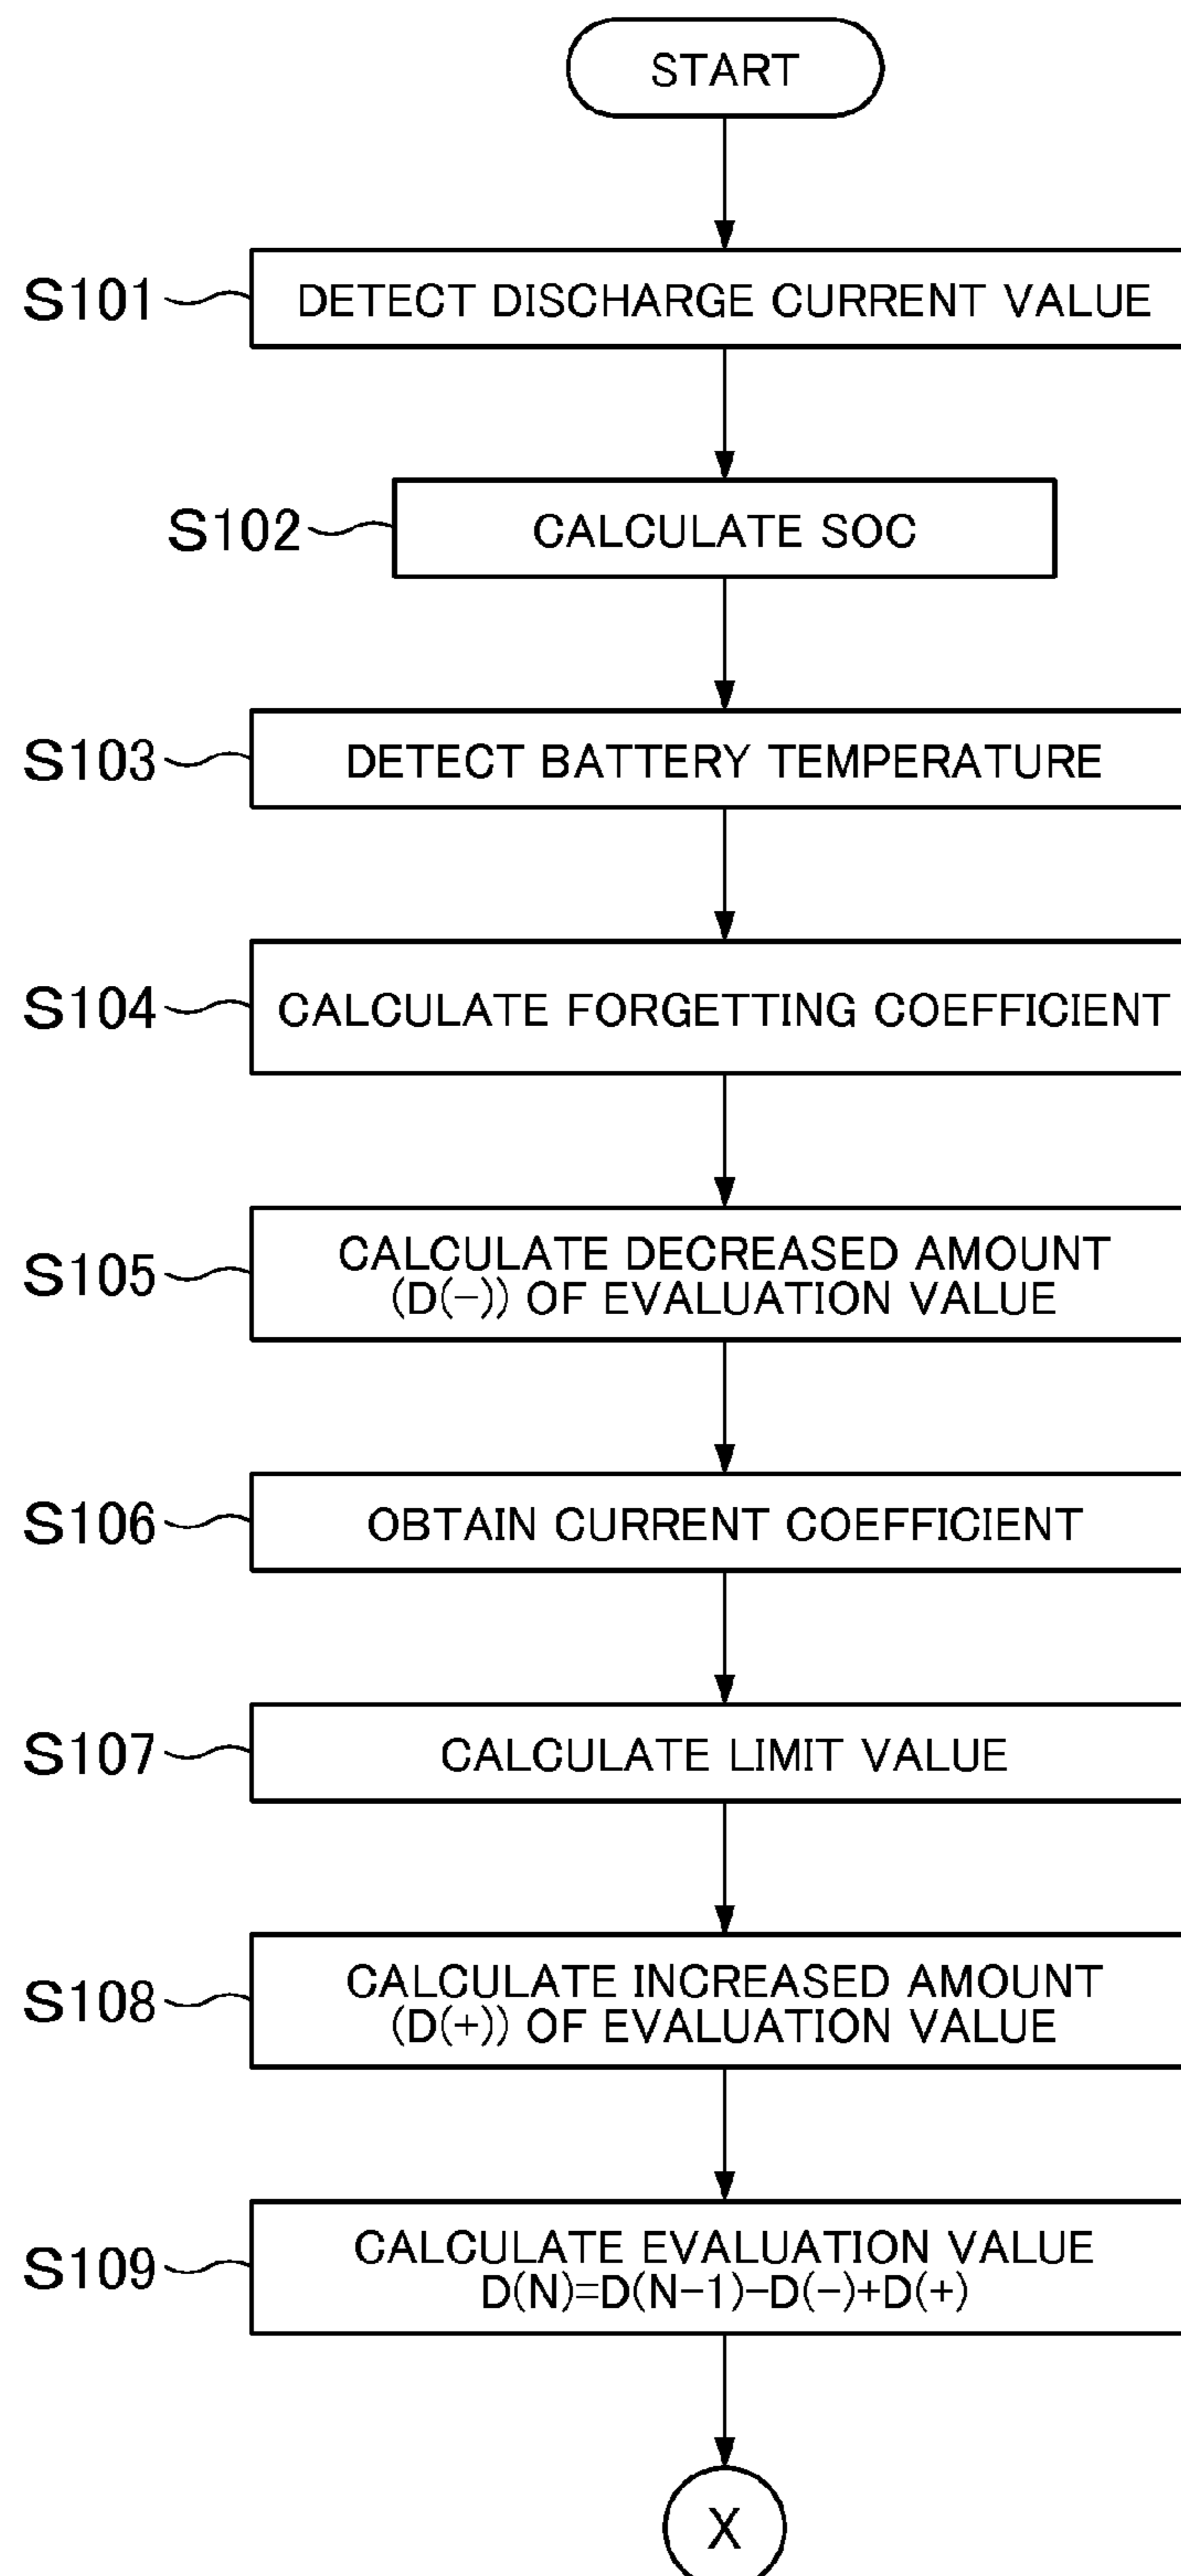 START
S101 DETECT DISCHARGE CURRENT VALUE
S102 CALCULATE SOC
S103 DETECT BATTERY TEMPERATURE
S104 CALCULATE FORGETTING COEFFICIENT
S105 CALCULATE DECREASED AMOUNT
(D(−)) OF EVALUATION VALUE
S106 OBTAIN CURRENT COEFFICIENT
S107 CALCULATE LIMIT VALUE
S108 CALCULATE INCREASED AMOUNT
(D(+)) OF EVALUATION VALUE
S109 CALCULATE EVALUATION VALUE
D(N)=D(N−1)−D(−)+D(+)
X